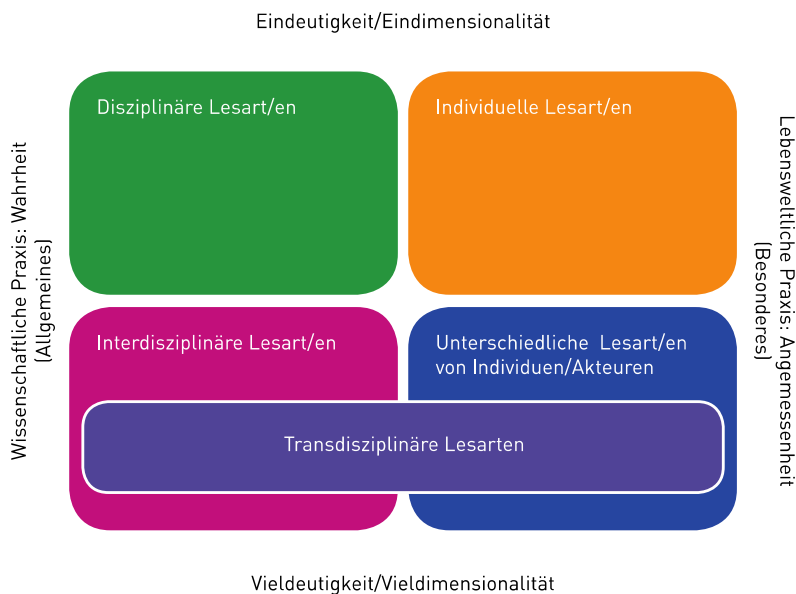 Eindeutigkeit/Eindimensionalität
Wissenschaftliche Praxis: Wahrheit
(Allgemeines)
Disziplinäre Lesart/en
Individuelle Lesart/en
Lebensweltliche Praxis: Angemessenheit
(Besonderes)
Interdisziplinäre Lesart/en
Unterschiedliche Lesart/en
von Individuen/Akteuren
Transdisziplinäre Lesarten
Vieldeutigkeit/Vieldimensionalität